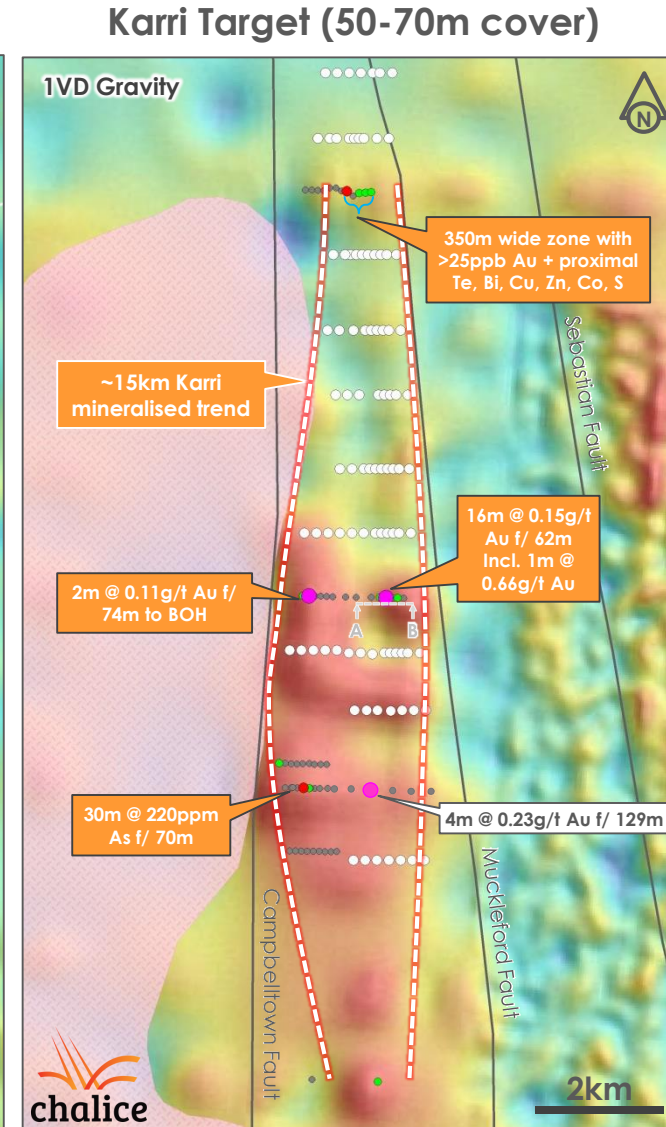 Karri Target (50-70m cover)
1VD Gravity
N
350m wide zone with
>25ppb Au + proximal
Te, Bi, Cu, Zn, Co, S
Sebastian Fault
~15km Karri
mineralised trend
16m @ 0.15g/t
Au f/ 62m
Incl. 1m @
0.66g/t Au
2m @ 0.11g/t Au f/
74m to BOH
A
B
30m @ 220ppm
As f/ 70m
4m @ 0.23g/t Au f/ 129m
Campbelltown Fault
Muckleford Fault
chalice
2km